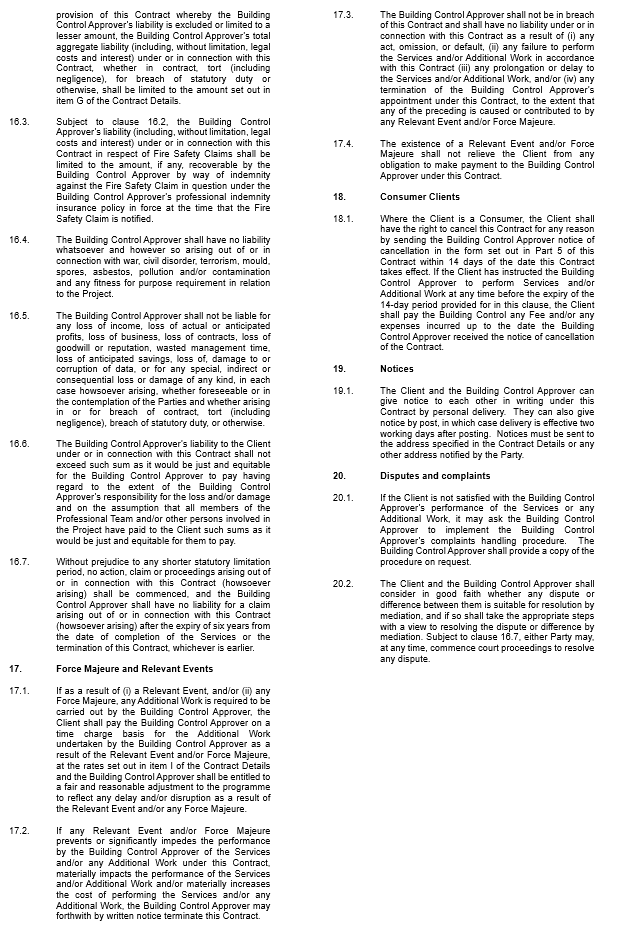 provision of this Contract whereby the Building
Control Approver's liability is excluded or limited to a
lesser amount, the Building Control Approver's total
aggregate liability (including, without limitation, legal
costs and interest) under or in connection with this
Contract, whether in contract, tort (including
negligence), for breach of statutory duty or
otherwise, shall be limited to the amount set out in
item G of the Contract Details.
16.3. Subject to clause 16.2, the Building Control
Approver's liability (including, without limitation, legal
costs and interest) under or in connection with this
Contract in respect of Fire Safety Claims shall be
limited to the amount, if any, recoverable by the
Building Control Approver by way of indemnity
against the Fire Safety Claim in question under the
Building Control Approver's professional indemnity
insurance policy in force at the time that the Fire
Safety Claim is notified.
16.4. The Building Control Approver shall have no liability
whatsoever and however so arising out of or in
connection with war, civil disorder, terrorism, mould,
spores, asbestos, pollution and/or contamination
and any fitness for purpose requirement in relation
to the Project.
16.5. The Building Control Approver shall not be liable for
any loss of income, loss of actual or anticipated
profits, loss of business, loss of contracts, loss of
goodwill or reputation, wasted management time,
loss of anticipated savings, loss of, damage to or
corruption of data, or for any special, indirect or
consequential loss or damage of any kind, in each
case howsoever arising, whether foreseeable or in
the contemplation of the Parties and whether arising
in or for breach of contract, tort (including
negligence), breach of statutory duty, or otherwise.
16.6. The Building Control Approver's liability to the Client
under or in connection with this Contract shall not
exceed such sum as it would be just and equitable
for the Building Control Approver to pay having
regard to the extent of the Building Control
Approver's responsibility for the loss and/or damage
and on the assumption that all members of the
Professional Team and/or other persons involved in
the Project have paid to the Client such sums as it
would be just and equitable for them to pay.
16.7. Without prejudice to any shorter statutory limitation
period, no action, claim or proceedings arising out of
or in connection with this Contract (howsoever
arising) shall be commenced, and the Building
Control Approver shall have no liability for a claim
arising out of or in connection with this Contract
(howsoever arising) after the expiry of six years from
the date of completion of the Services or the
termination of this Contract, whichever is earlier.
17. Force Majeure and Relevant Events
17.1. If as a result of (i) a Relevant Event, and/or (ii) any
Force Majeure, any Additional Work is required to be
carried out by the Building Control Approver, the
Client shall pay the Building Control Approver on a
time charge basis for the Additional Work
undertaken by the Building Control Approver as a
result of the Relevant Event and/or Force Majeure,
at the rates set out in item I of the Contract Details
and the Building Control Approver shall be entitled to
a fair and reasonable adjustment to the programme
to reflect any delay and/or disruption as a result of
the Relevant Event and/or any Force Majeure.
17.2. If any Relevant Event and/or Force Majeure
prevents or significantly impedes the performance
by the Building Control Approver of the Services
and/or any Additional Work under this Contract,
materially impacts the performance of the Services
and/or Additional Work and/or materially increases
the cost of performing the Services and/or any
Additional Work, the Building Control Approver may
forthwith by written notice terminate this Contract.
17.3. The Building Control Approver shall not be in breach
of this Contract and shall have no liability under or in
connection with this Contract as a result of (i) any
act, omission, or default, (ii) any failure to perform
the Services and/or Additional Work in accordance
with this Contract (iii) any prolongation or delay to
the Services and/or Additional Work, and/or (iv) any
termination of the Building Control Approver's
appointment under this Contract, to the extent that
any of the preceding is caused or contributed to by
any Relevant Event and/or Force Majeure.
17.4. The existence of a Relevant Event and/or Force
Majeure shall not relieve the Client from any
obligation to make payment to the Building Control
Approver under this Contract.
18. Consumer Clients
18.1. Where the Client is a Consumer, the Client shall
have the right to cancel this Contract for any reason
by sending the Building Control Approver notice of
cancellation in the form set out in Part 5 of this
Contract within 14 days of the date this Contract
takes effect. If the Client has instructed the Building
Control Approver to perform Services and/or
Additional Work at any time before the expiry of the
14-day period provided for in this clause, the Client
shall pay the Building Control any Fee and/or any
expenses incurred up to the date the Building
Control Approver received the notice of cancellation
of the Contract.
19. Notices
19.1. The Client and the Building Control Approver can
give notice to each other in writing under this
Contract by personal delivery. They can also give
notice by post, in which case delivery is effective two
working days after posting. Notices must be sent to
the address specified in the Contract Details or any
other address notified by the Party.
20. Disputes and complaints
20.1. If the Client is not satisfied with the Building Control
Approver's performance of the Services or any
Additional Work, it may ask the Building Control
Approver to implement the Building Control
Approver's complaints handling procedure. The
Building Control Approver shall provide a copy of the
procedure on request.
20.2. The Client and the Building Control Approver shall
consider in good faith whether any dispute or
difference between them is suitable for resolution by
mediation, and if so shall take the appropriate steps
with a view to resolving the dispute or difference by
mediation. Subject to clause 16.7, either Party may,
at any time, commence court proceedings to resolve
any dispute.